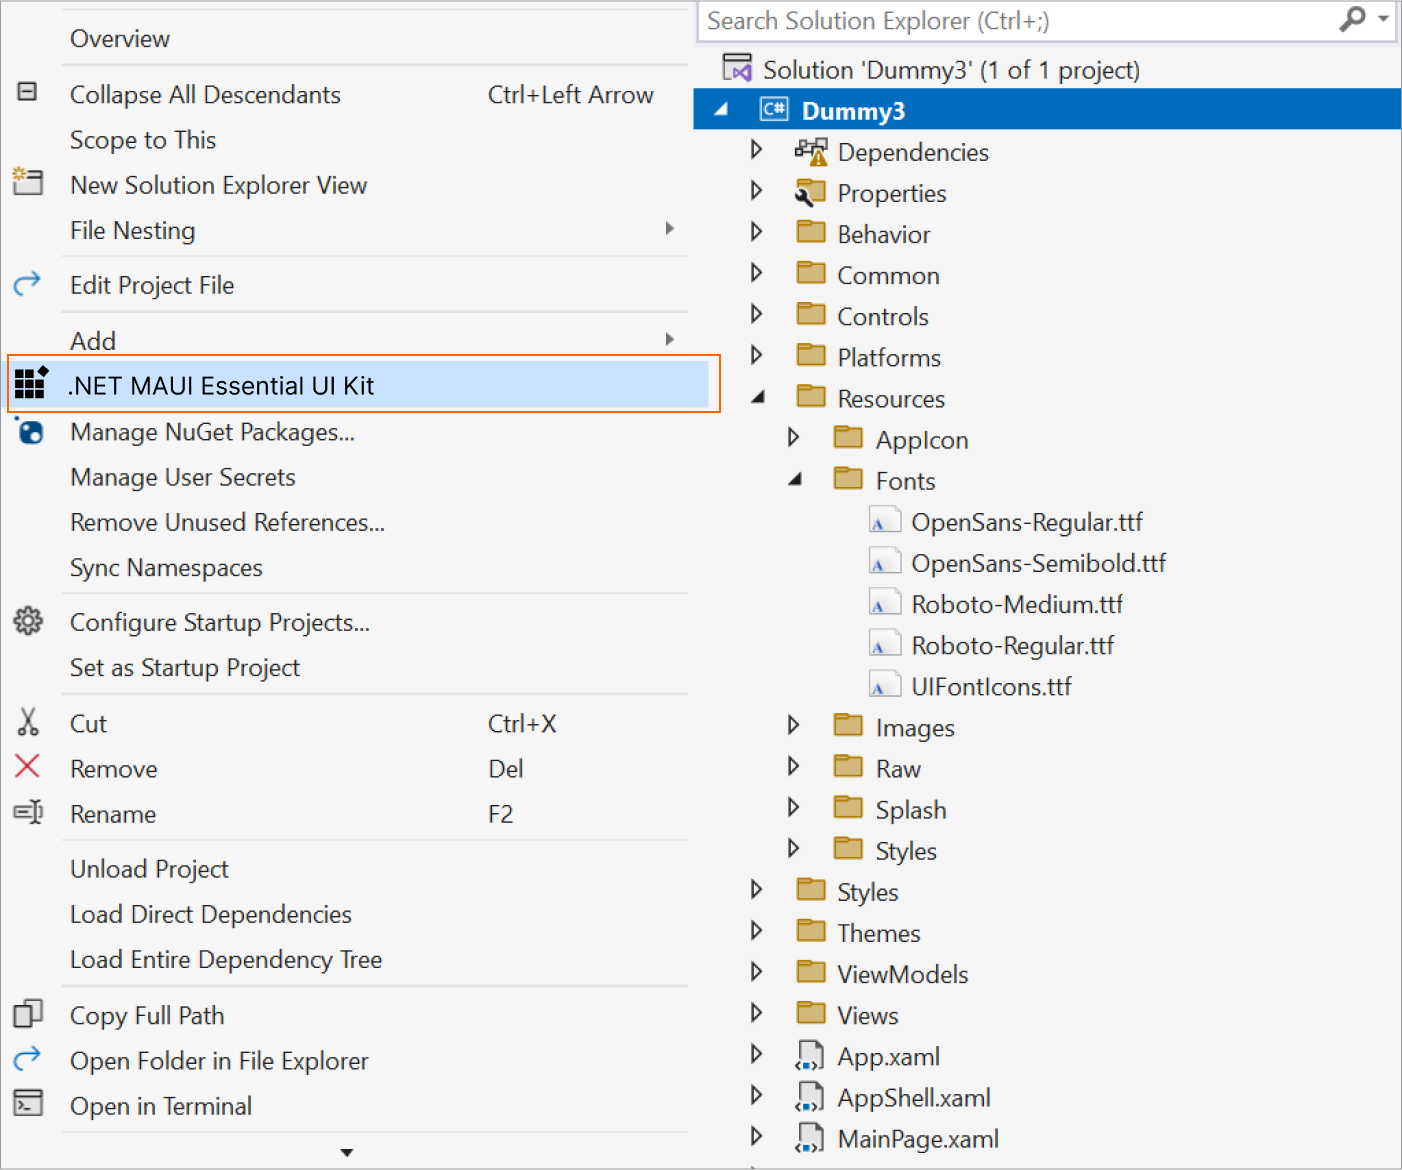 Overview
Collapse All Descendants Ctrl+Left Arrow
Scope to This
New Solution Explorer View
File Nesting
Edit Project File
Add
.NET MAUI Essential UI Kit
Manage NuGet Packages...
Manage User Secrets
Remove Unused References...
Sync Namespaces
Configure Startup Projects...
Set as Startup Project
Cut Ctrl+X
Remove Del
Rename F2
Unload Project
Load Direct Dependencies
Load Entire Dependency Tree
Copy Full Path
Open Folder in File Explorer
Open in Terminal
Search Solution Explorer (Ctrl+;)
Solution 'Dummy3' (1 of 1 project)
C# Dummy3
Dependencies
Properties
Behavior
Common
Controls
Platforms
Resources
AppIcon
Fonts
OpenSans-Regular.ttf
OpenSans-Semibold.ttf
Roboto-Medium.ttf
Roboto-Regular.ttf
UIFontIcons.ttf
Images
Raw
Splash
Styles
Styles
Themes
ViewModels
Views
App.xaml
AppShell.xaml
MainPage.xaml